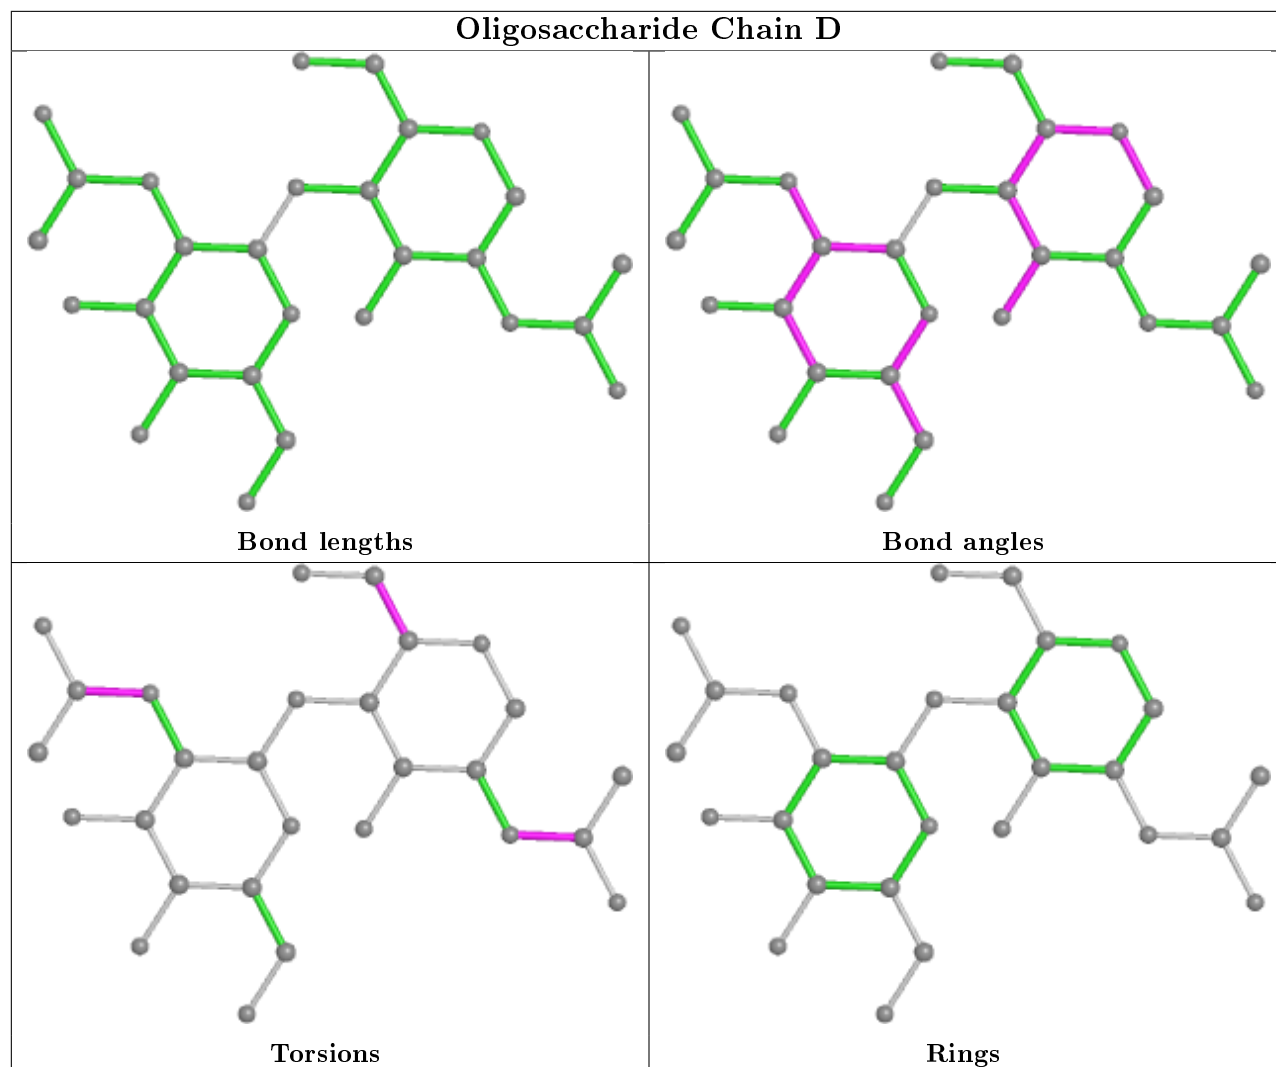 Oligosaccharide Chain D
Bond lengths
Bond angles
Torsions
Rings